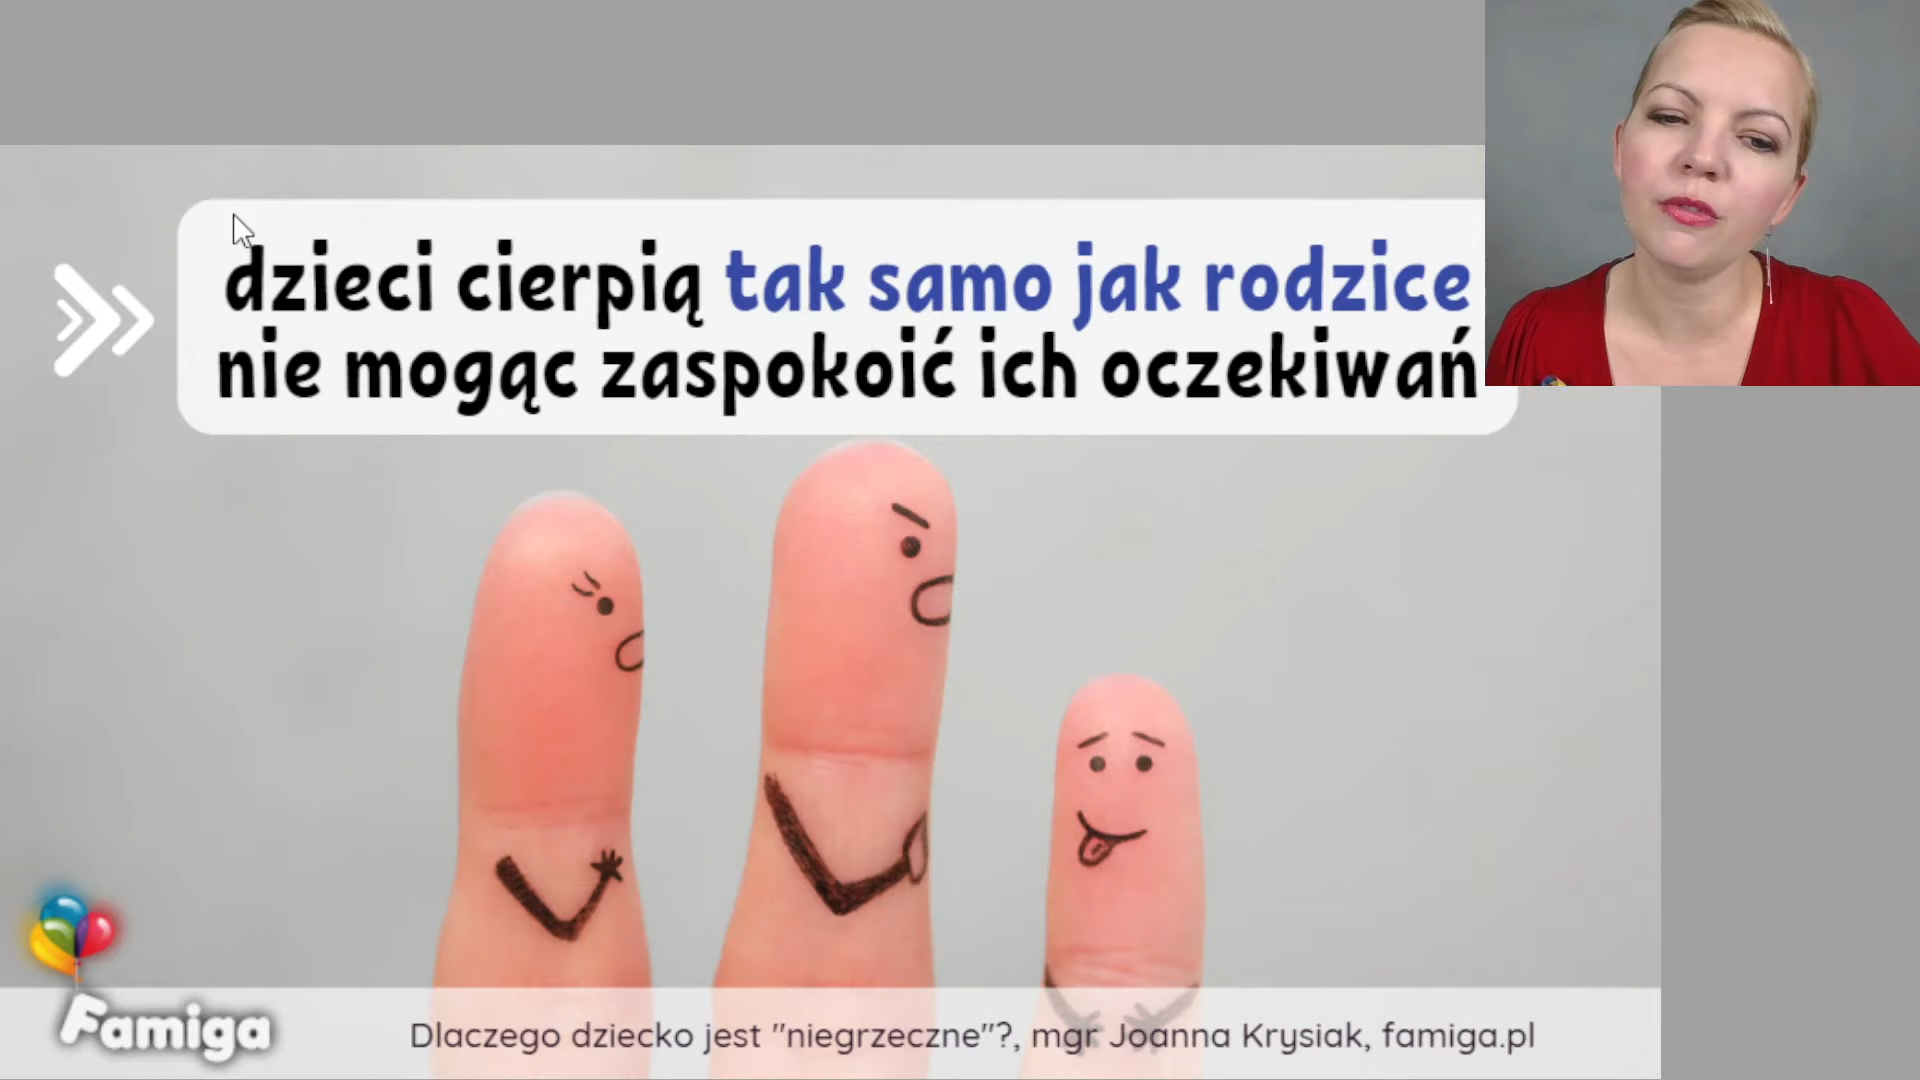 dzieci cierpią tak samo jak rodzice
nie mogąc zaspokoić ich oczekiwań
Famiga
Dlaczego dziecko jest "niegrzeczne"?, mgr Joanna Krysiak, famiga.pl